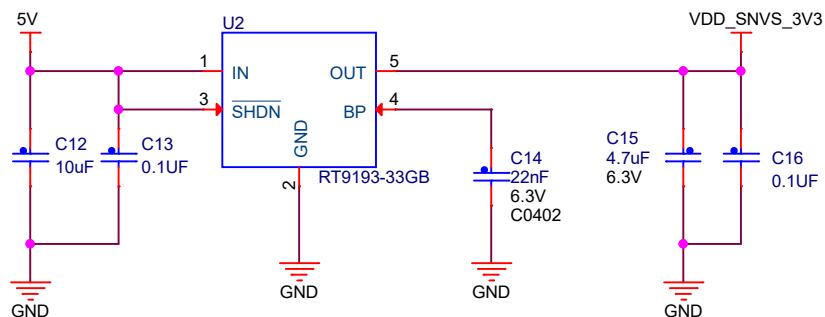 5V
U2
VDD_SNVS_3V3
1
IN
OUT
5
3
SHDN
BP
4
GND
2
RT9193-33GB
C12
10uF
C13
0.1UF
C14
22nF
6.3V
C0402
C15
4.7uF
6.3V
C16
0.1UF
GND
GND
GND
GND